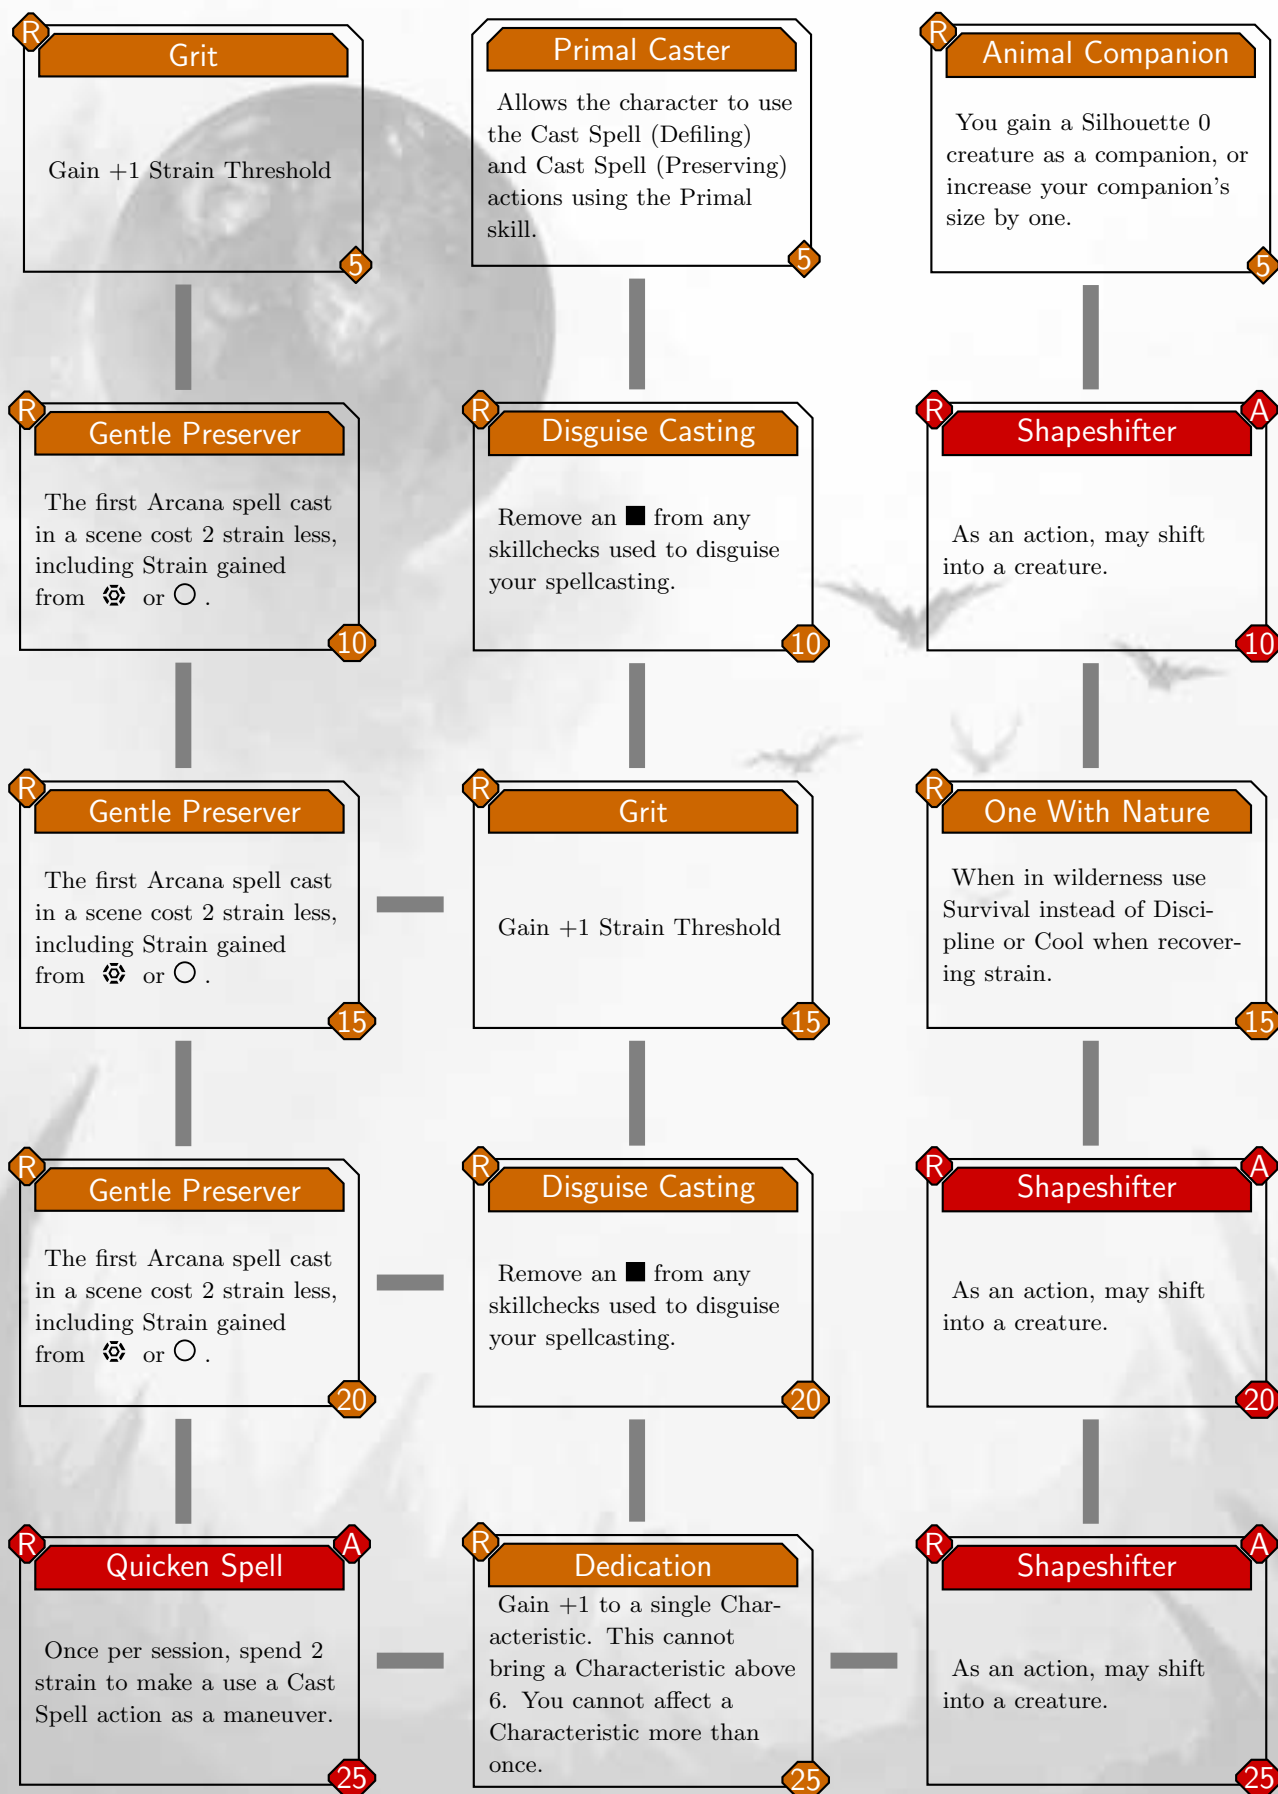 R
Grit
Gain +1 Strain Threshold
5
Primal Caster
Allows the character to use
the Cast Spell (Defiling)
and Cast Spell (Preserving)
actions using the Primal
skill.
5
R
Animal Companion
You gain a Silhouette 0
creature as a companion, or
increase your companion's
size by one.
5
R
Gentle Preserver
The first Arcana spell cast
in a scene cost 2 strain less,
including Strain gained
from or .
10
R
Disguise Casting
Remove an ■ from any
skillchecks used to disguise
your spellcasting.
10
R
A
Shapeshifter
As an action, may shift
into a creature.
10
R
Gentle Preserver
The first Arcana spell cast
in a scene cost 2 strain less,
including Strain gained
from or .
15
R
Grit
Gain +1 Strain Threshold
15
R
One With Nature
When in wilderness use
Survival instead of Disci-
pline or Cool when recover-
ing strain.
15
R
Gentle Preserver
The first Arcana spell cast
in a scene cost 2 strain less,
including Strain gained
from or .
20
R
Disguise Casting
Remove an ■ from any
skillchecks used to disguise
your spellcasting.
20
R
A
Shapeshifter
As an action, may shift
into a creature.
20
R
A
Quicken Spell
Once per session, spend 2
strain to make a use a Cast
Spell action as a maneuver.
25
R
Dedication
Gain +1 to a single Char-
acteristic. This cannot
bring a Characteristic above
6. You cannot affect a
Characteristic more than
once.
25
R
A
Shapeshifter
As an action, may shift
into a creature.
25